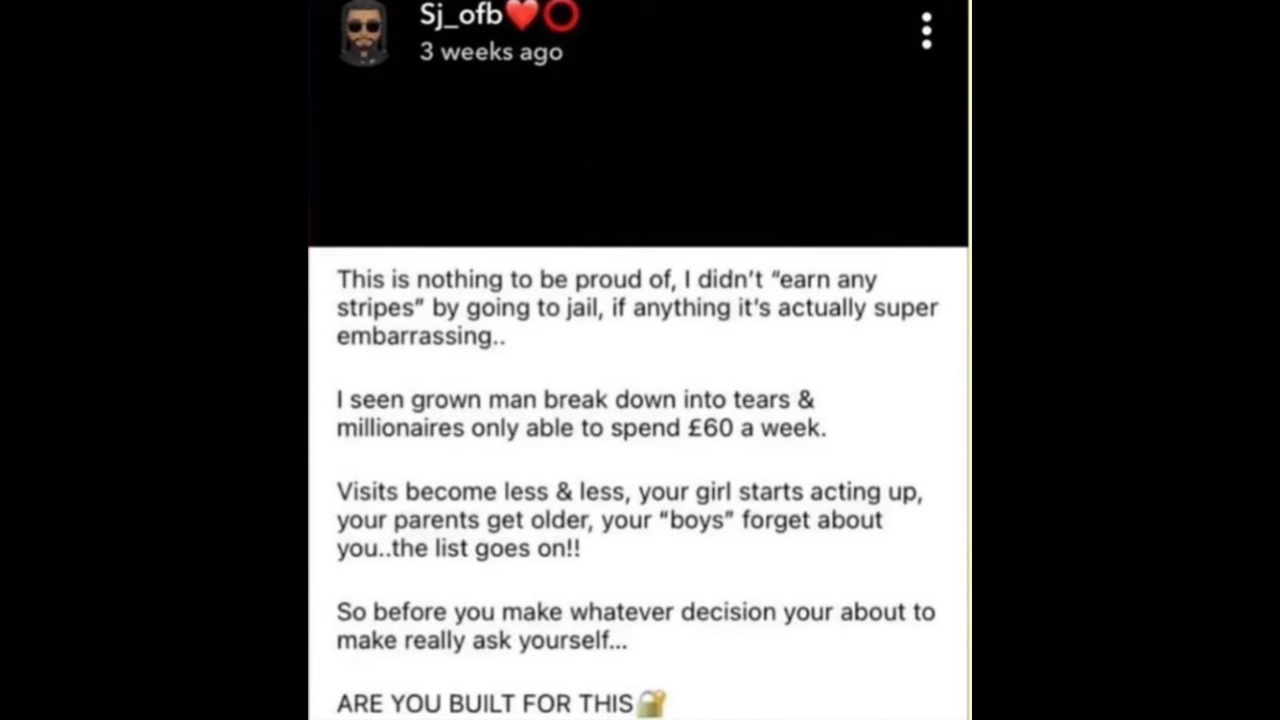 Sj_ofb❤️⭕
3 weeks ago
This is nothing to be proud of, I didn't “earn any
stripes” by going to jail, if anything it's actually super
embarrassing..
I seen grown man break down into tears &
millionaires only able to spend £60 a week.
Visits become less & less, your girl starts acting up,
your parents get older, your “boys” forget about
you..the list goes on!!
So before you make whatever decision your about to
make really ask yourself...
ARE YOU BUILT FOR THIS🔐